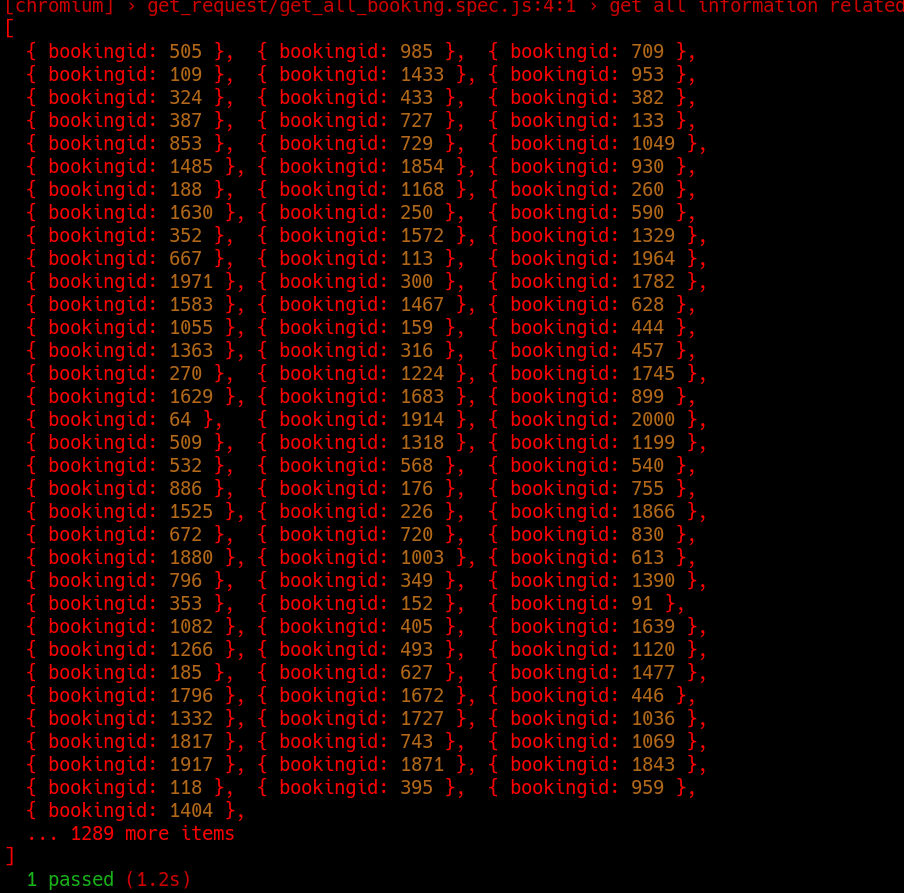 [chromium] › get_request/get_all_booking.spec.js:4:1 › get all information related
[
{ bookingid: 505 }, { bookingid: 985 }, { bookingid: 709 },
{ bookingid: 109 }, { bookingid: 1433 }, { bookingid: 953 },
{ bookingid: 324 }, { bookingid: 433 }, { bookingid: 382 },
{ bookingid: 387 }, { bookingid: 727 }, { bookingid: 133 },
{ bookingid: 853 }, { bookingid: 729 }, { bookingid: 1049 },
{ bookingid: 1485 }, { bookingid: 1854 }, { bookingid: 930 },
{ bookingid: 188 }, { bookingid: 1168 }, { bookingid: 260 },
{ bookingid: 1630 }, { bookingid: 250 }, { bookingid: 590 },
{ bookingid: 352 }, { bookingid: 1572 }, { bookingid: 1329 },
{ bookingid: 667 }, { bookingid: 113 }, { bookingid: 1964 },
{ bookingid: 1971 }, { bookingid: 300 }, { bookingid: 1782 },
{ bookingid: 1583 }, { bookingid: 1467 }, { bookingid: 628 },
{ bookingid: 1055 }, { bookingid: 159 }, { bookingid: 444 },
{ bookingid: 1363 }, { bookingid: 316 }, { bookingid: 457 },
{ bookingid: 270 }, { bookingid: 1224 }, { bookingid: 1745 },
{ bookingid: 1629 }, { bookingid: 1683 }, { bookingid: 899 },
{ bookingid: 64 }, { bookingid: 1914 }, { bookingid: 2000 },
{ bookingid: 509 }, { bookingid: 1318 }, { bookingid: 1199 },
{ bookingid: 532 }, { bookingid: 568 }, { bookingid: 540 },
{ bookingid: 886 }, { bookingid: 176 }, { bookingid: 755 },
{ bookingid: 1525 }, { bookingid: 226 }, { bookingid: 1866 },
{ bookingid: 672 }, { bookingid: 720 }, { bookingid: 830 },
{ bookingid: 1880 }, { bookingid: 1003 }, { bookingid: 613 },
{ bookingid: 796 }, { bookingid: 349 }, { bookingid: 1390 },
{ bookingid: 353 }, { bookingid: 152 }, { bookingid: 91 },
{ bookingid: 1082 }, { bookingid: 405 }, { bookingid: 1639 },
{ bookingid: 1266 }, { bookingid: 493 }, { bookingid: 1120 },
{ bookingid: 185 }, { bookingid: 627 }, { bookingid: 1477 },
{ bookingid: 1796 }, { bookingid: 1672 }, { bookingid: 446 },
{ bookingid: 1332 }, { bookingid: 1727 }, { bookingid: 1036 },
{ bookingid: 1817 }, { bookingid: 743 }, { bookingid: 1069 },
{ bookingid: 1917 }, { bookingid: 1871 }, { bookingid: 1843 },
{ bookingid: 118 }, { bookingid: 395 }, { bookingid: 959 },
{ bookingid: 1404 },
... 1289 more items
]
1 passed (1.2s)